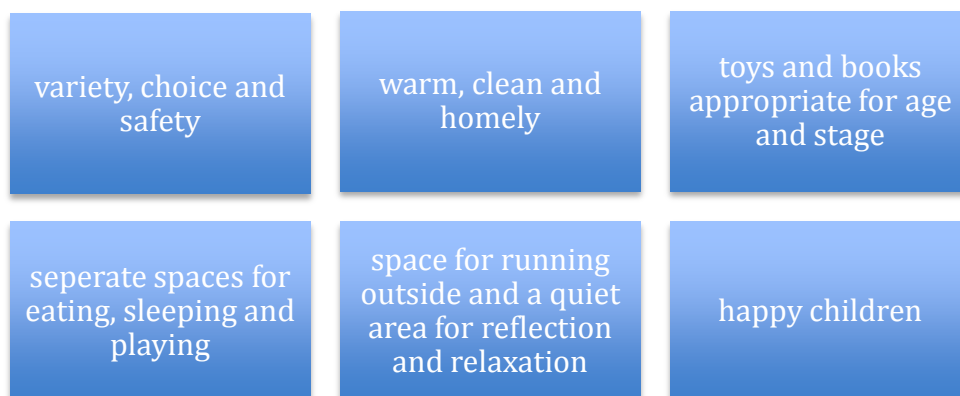 variety, choice and
safety
warm, clean and
homely
toys and books
appropriate for age
and stage
seperate spaces for
eating, sleeping and
playing
space for running
outside and a quiet
area for reflection
and relaxation
happy children